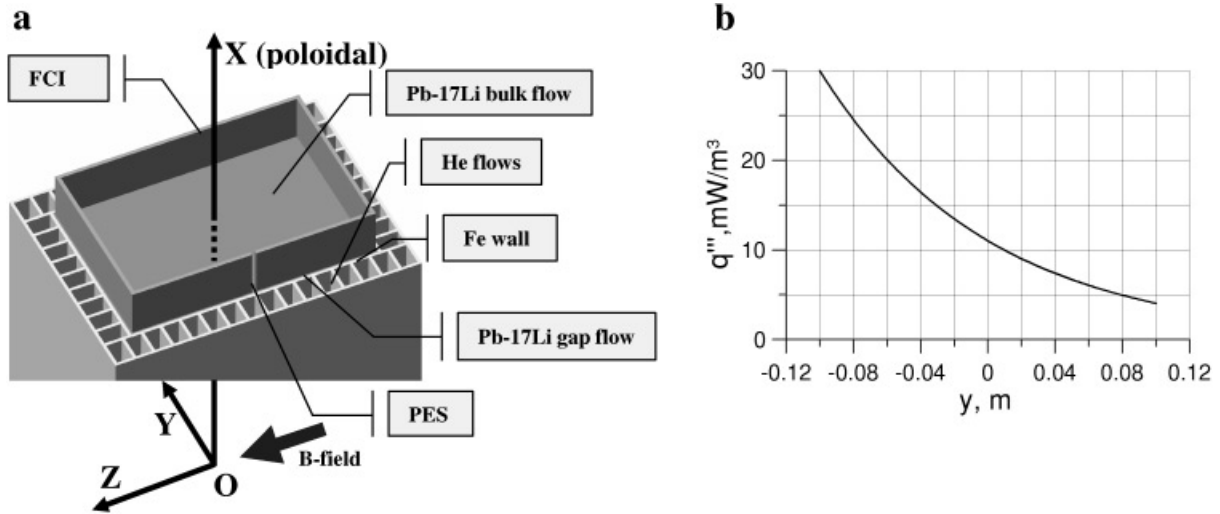 a
X (poloidal)
FCI
Pb-17Li bulk flow
He flows
Fe wall
Pb-17Li gap flow
PES
B-field
Y
Z
O
b
q''',mW/m³
30
20
10
0
-0.12 -0.08 -0.04 0 0.04 0.08 0.12
y, m